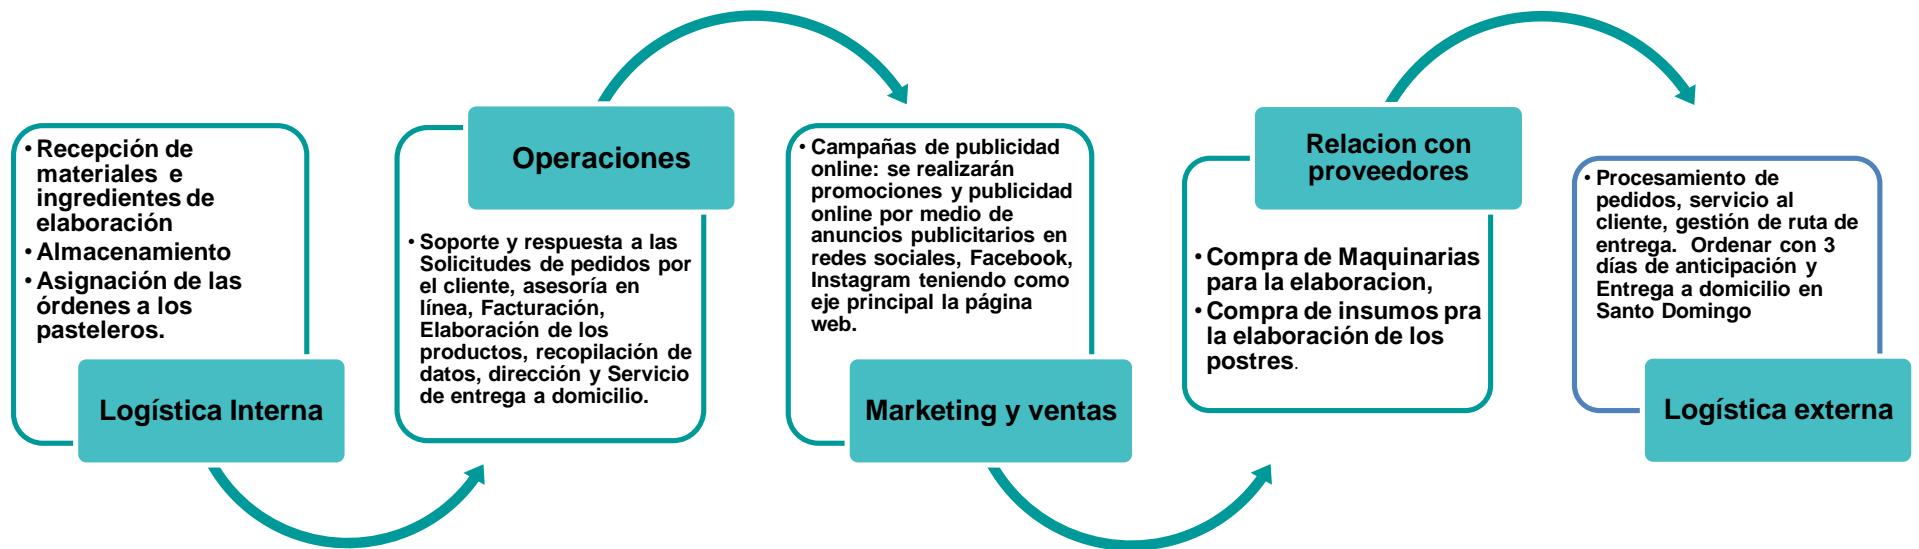 • Recepción de
materiales e
ingredientes de
elaboración
• Almacenamiento
• Asignación de las
órdenes a los
pasteleros.
Logística Interna
Operaciones
• Soporte y respuesta a las
Solicitudes de pedidos por
el cliente, asesoría en
línea, Facturación,
Elaboración de los
productos, recopilación de
datos, dirección y Servicio
de entrega a domicilio.
• Campañas de publicidad
online: se realizarán
promociones y publicidad
online por medio de
anuncios publicitarios en
redes sociales, Facebook,
Instagram teniendo como
eje principal la página
web.
Marketing y ventas
Relacion con
proveedores
• Compra de Maquinarias
para la elaboracion,
• Compra de insumos pra
la elaboración de los
postres.
• Procesamiento de
pedidos, servicio al
cliente, gestión de ruta de
entrega. Ordenar con 3
días de anticipación y
Entrega a domicilio en
Santo Domingo
Logística externa